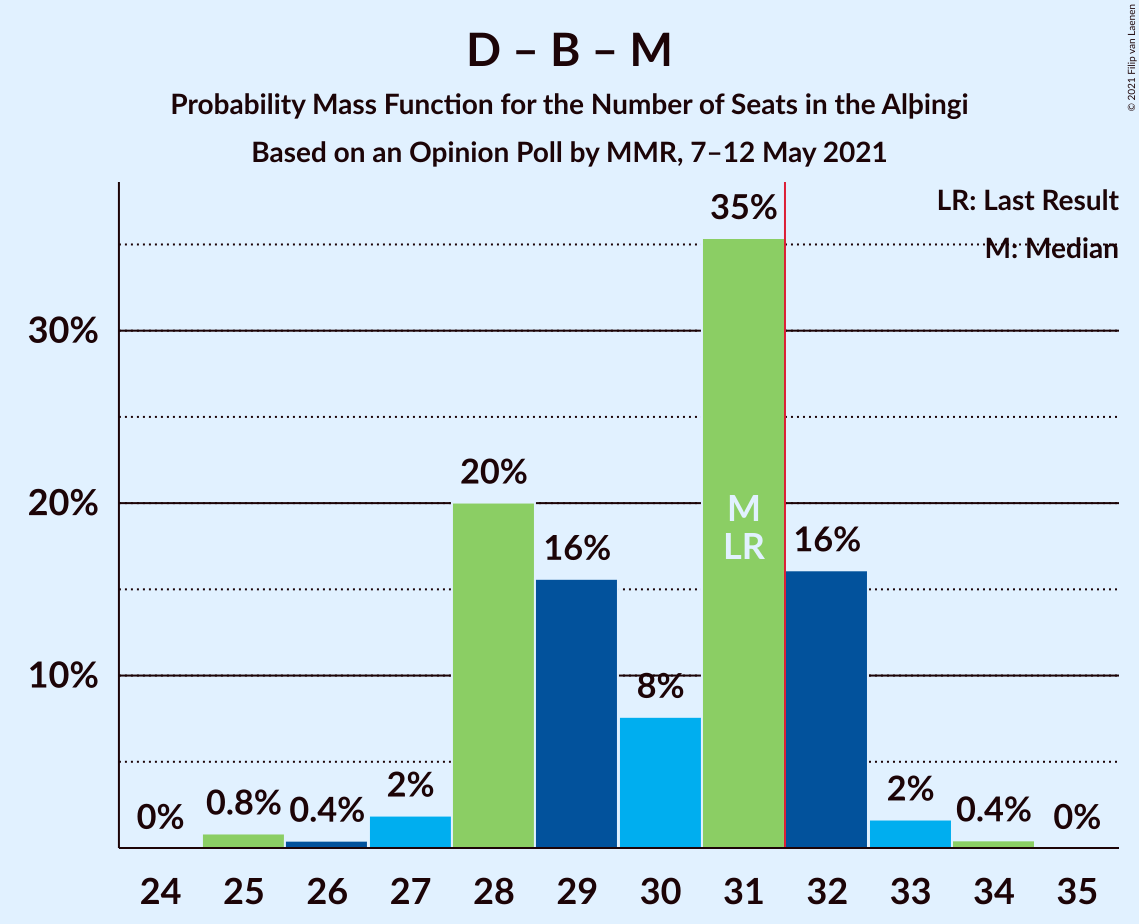 D – B – M
Probability Mass Function for the Number of Seats in the Alþingi
Based on an Opinion Poll by MMR, 7–12 May 2021
© 2021 Filip van Laenen
LR: Last Result
M: Median
30%
20%
10%
0%
0.8%
0.4%
2%
20%
16%
8%
35%
M
LR
16%
2%
0.4%
0%
24 25 26 27 28 29 30 31 32 33 34 35